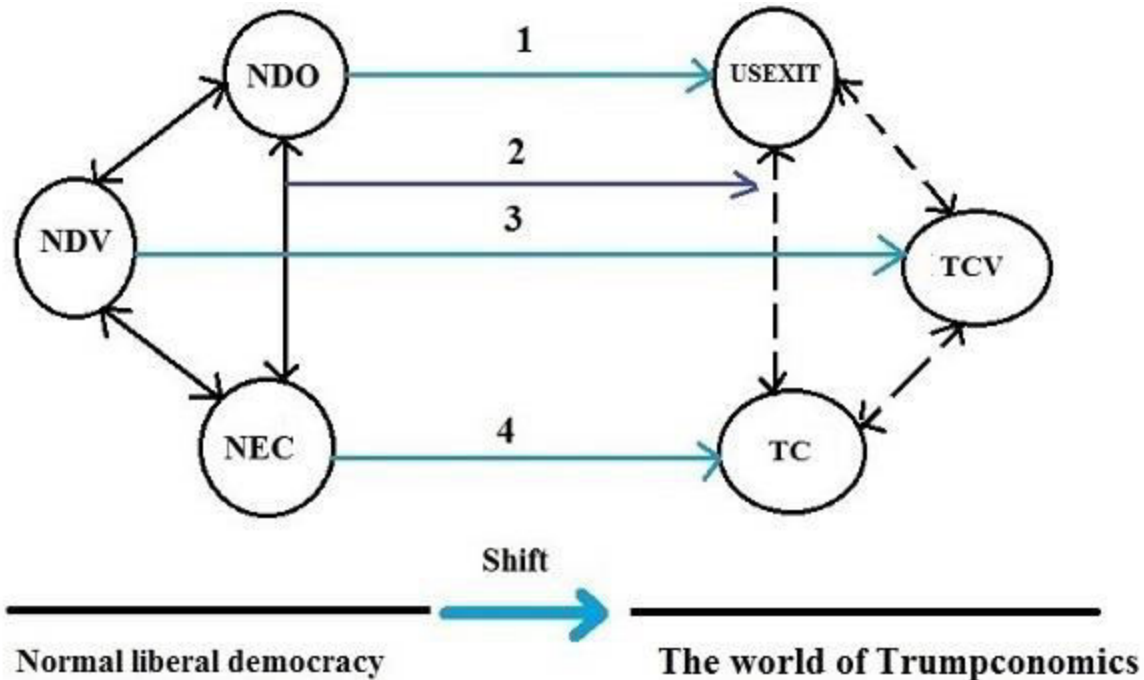 1
NDO
USEXIT
2
3
NDV
TCV
4
NEC
TC
Shift
Normal liberal democracy
The world of Trumpconomics